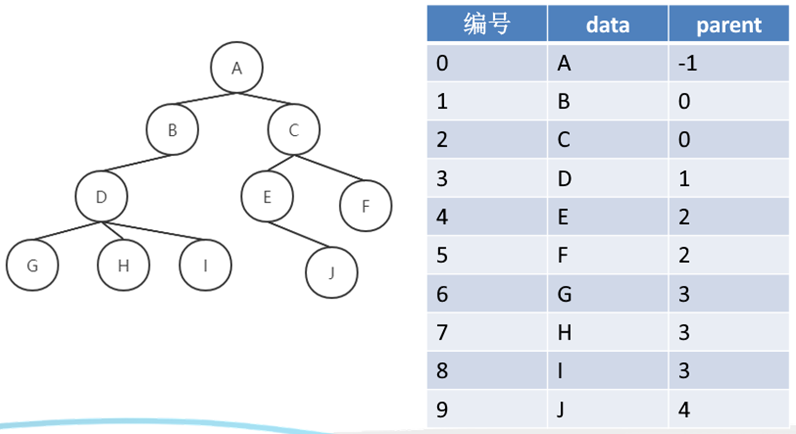 A
B
C
D
E
F
G
H
I
J
编号 data parent
0 A -1
1 B 0
2 C 0
3 D 1
4 E 2
5 F 2
6 G 3
7 H 3
8 I 3
9 J 4